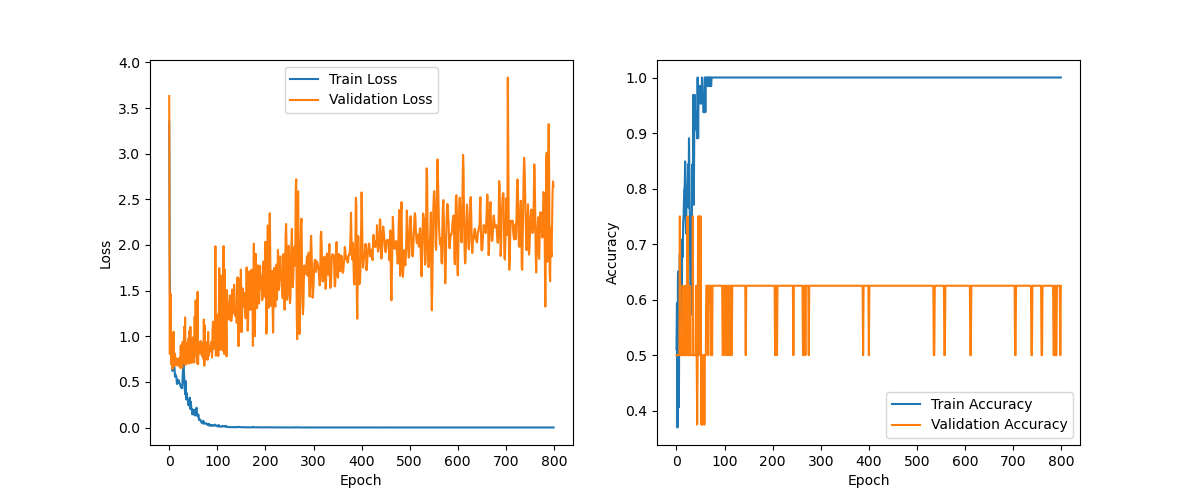 4.0
3.5
3.0
2.5
2.0
1.5
1.0
0.5
0.0
Loss
0 100 200 300 400 500 600 700 800
Epoch
Train Loss
Validation Loss
1.0
0.9
0.8
0.7
0.6
0.5
0.4
Accuracy
0 100 200 300 400 500 600 700 800
Epoch
Train Accuracy
Validation Accuracy